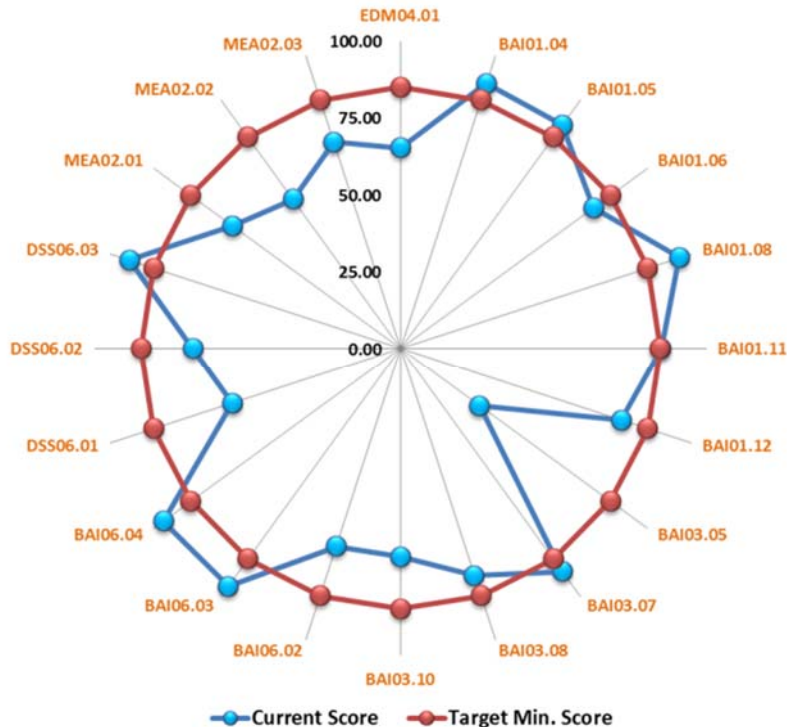 EDM04.01
100.00
MEA02.03
BAI01.04
75.00
MEA02.02
BAI01.05
50.00
MEA02.01
BAI01.06
25.00
DSS06.03
BAI01.08
0.00
DSS06.02
BAI01.11
DSS06.01
BAI01.12
BAI06.04
BAI03.05
BAI06.03
BAI03.07
BAI06.02
BAI03.08
BAI03.10
Current Score
Target Min. Score